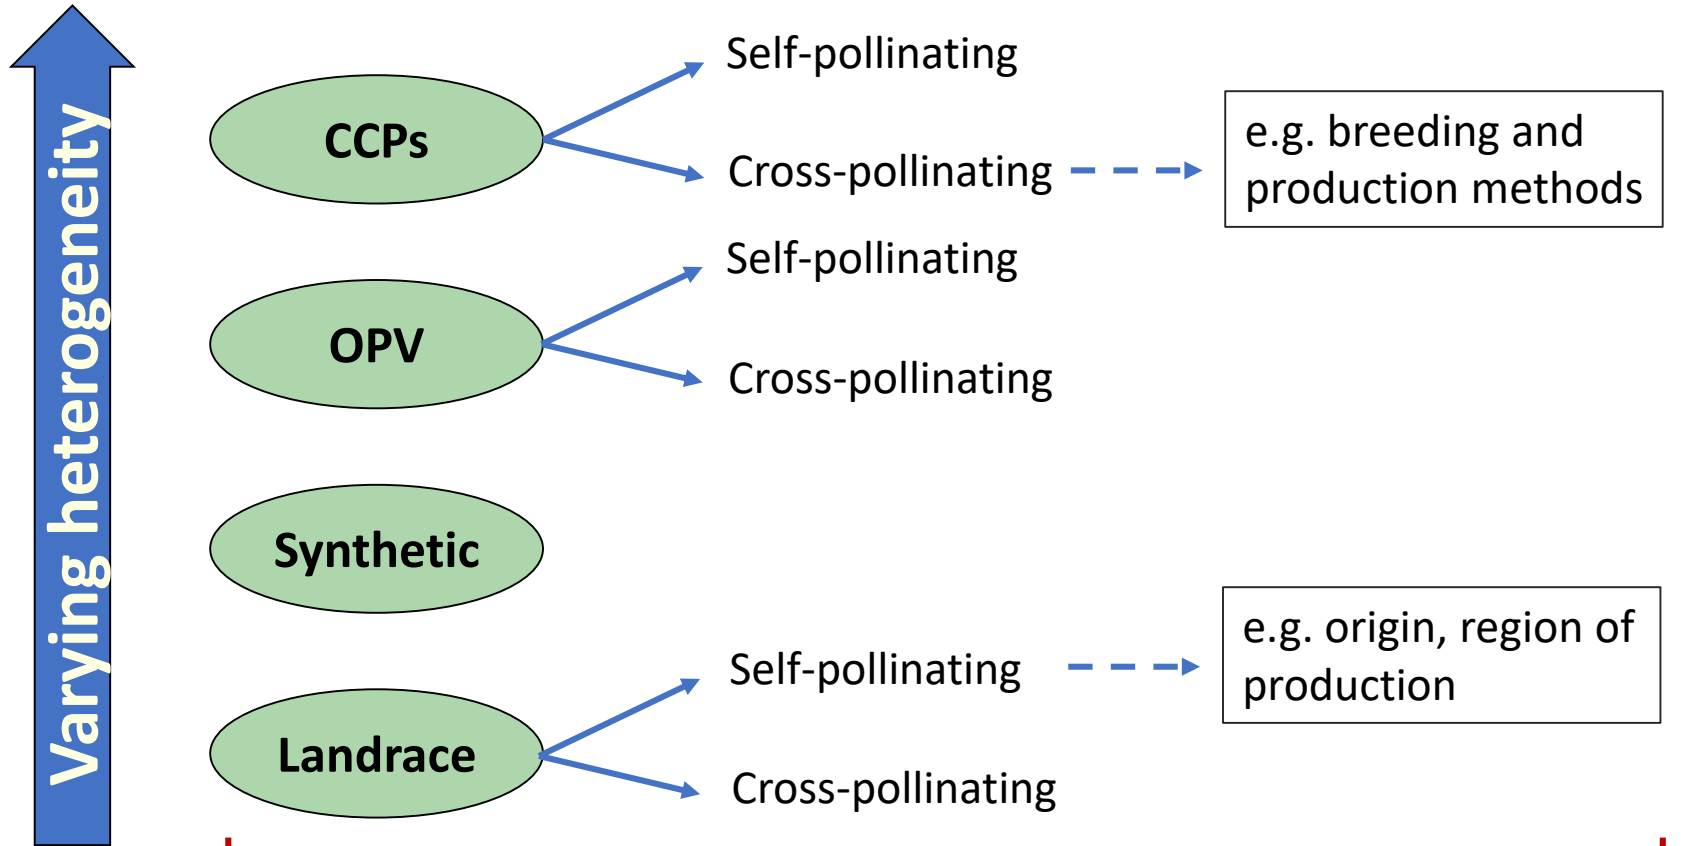 Varying heterogeneity
CCPs
Self-pollinating
Cross-pollinating
e.g. breeding and
production methods
OPV
Self-pollinating
Cross-pollinating
Synthetic
Landrace
Self-pollinating
Cross-pollinating
e.g. origin, region of
production